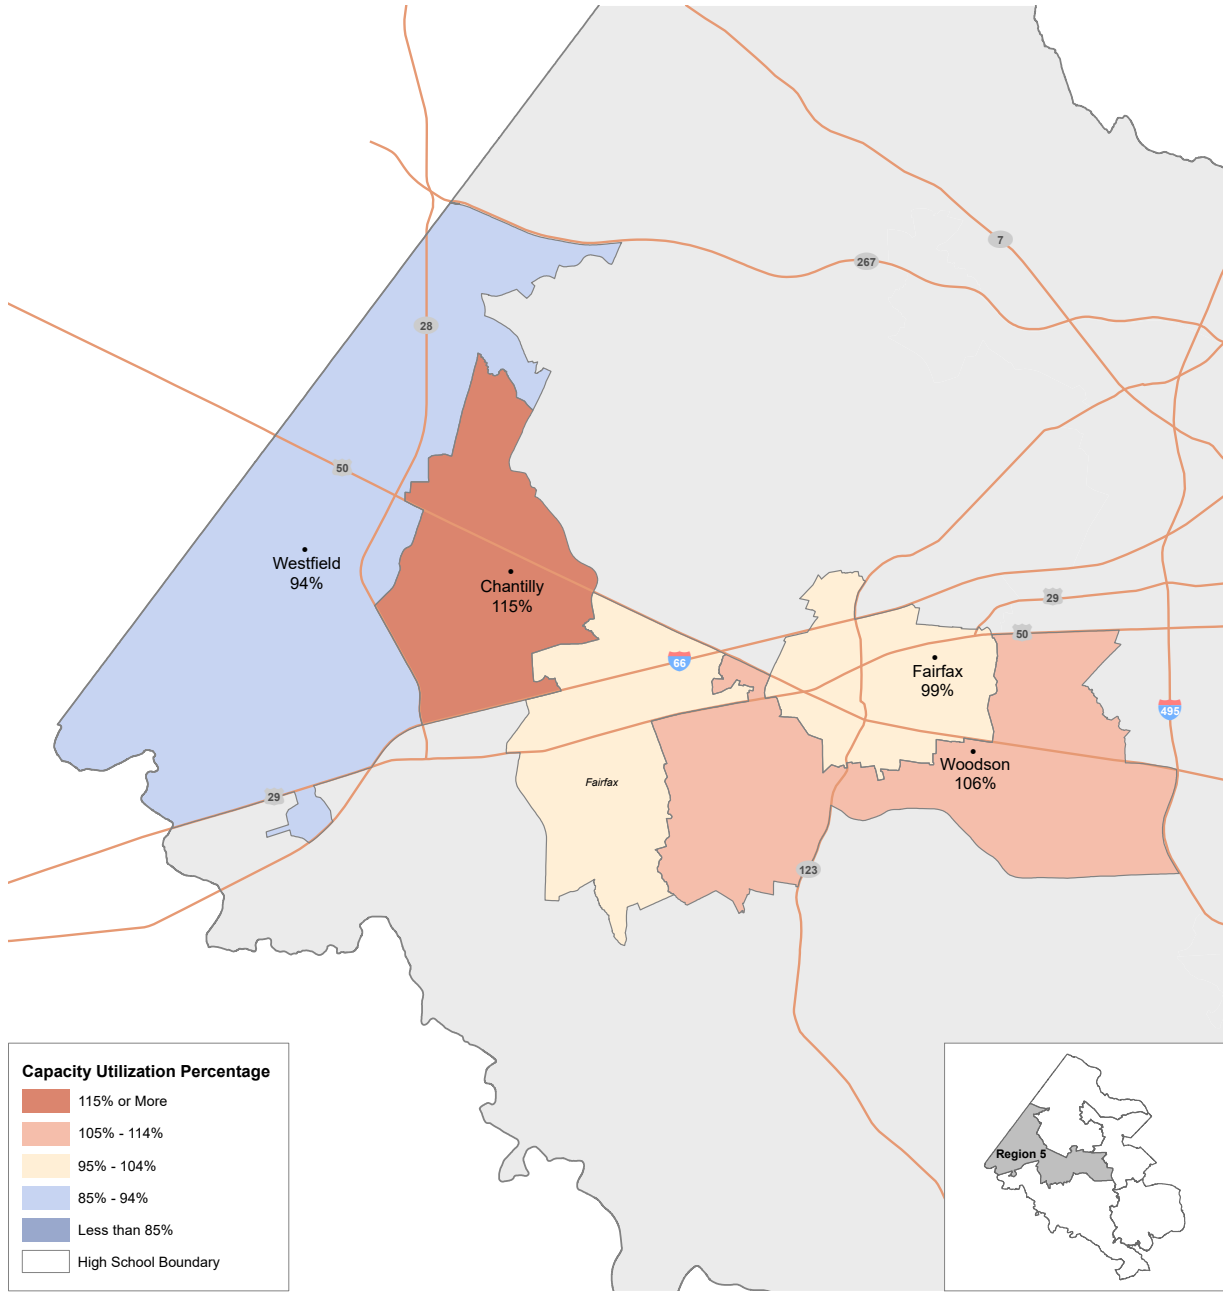 7
267
28
50
Westfield
94%
Chantilly
115%
29
50
66
Fairfax
99%
495
Woodson
106%
Fairfax
29
123
Capacity Utilization Percentage
115% or More
105% - 114%
95% - 104%
85% - 94%
Less than 85%
High School Boundary
Region 5